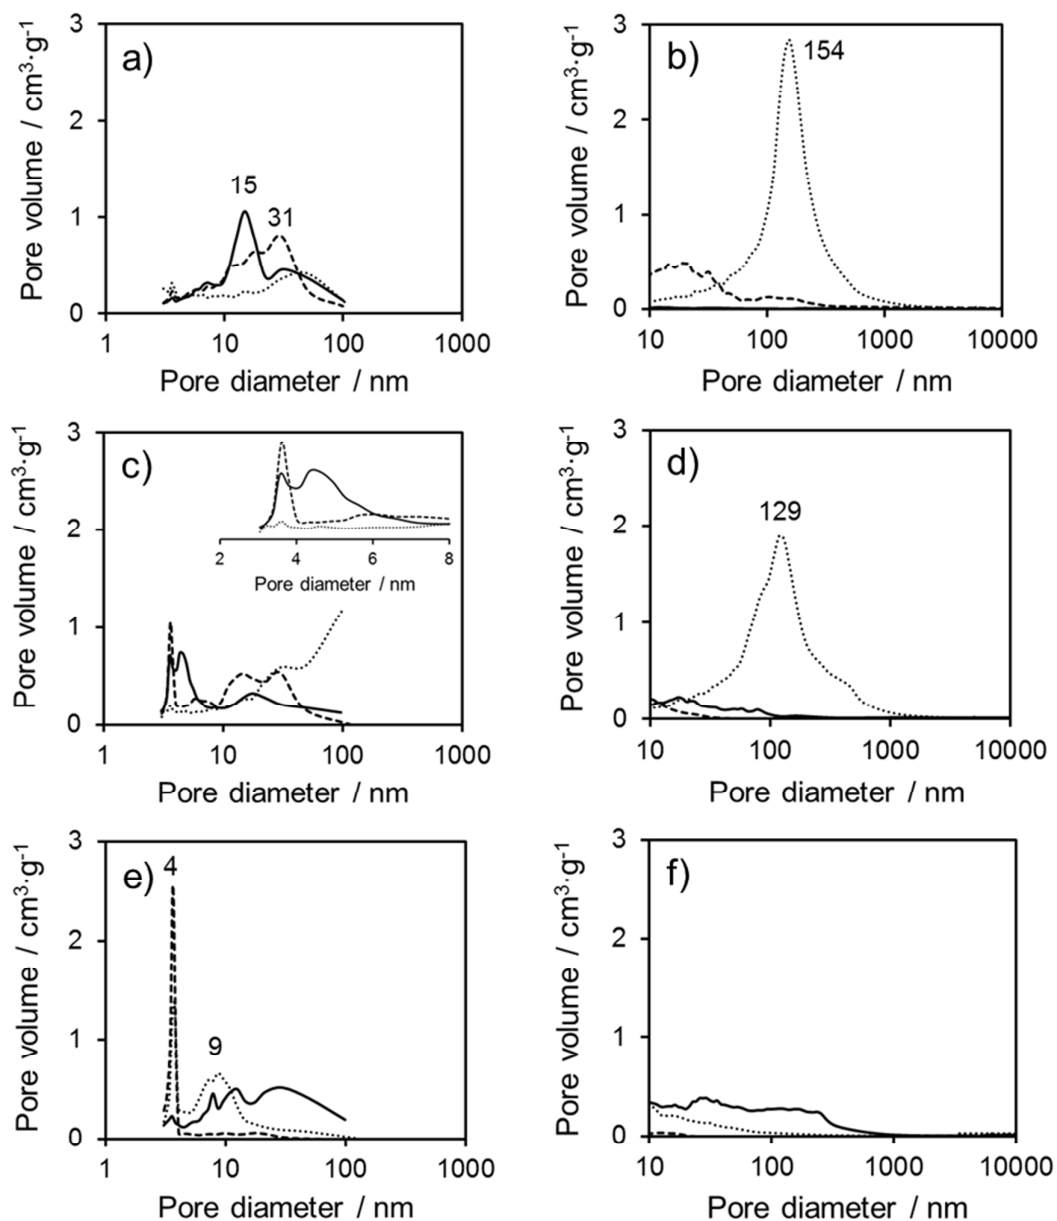 a)
3
2
1
0
15
31
1 10 100 1000
Pore diameter / nm
Pore volume / cm³·g⁻¹
b)
3
2
1
0
154
10 100 1000 10000
Pore diameter / nm
Pore volume / cm³·g⁻¹
c)
3
2
1
0
2 4 6 8
Pore diameter / nm
1 10 100 1000
Pore diameter / nm
Pore volume / cm³·g⁻¹
d)
3
2
1
0
129
10 100 1000 10000
Pore diameter / nm
Pore volume / cm³·g⁻¹
e)
3
2
1
0
4
9
1 10 100 1000
Pore diameter / nm
Pore volume / cm³·g⁻¹
f)
3
2
1
0
10 100 1000 10000
Pore diameter / nm
Pore volume / cm³·g⁻¹